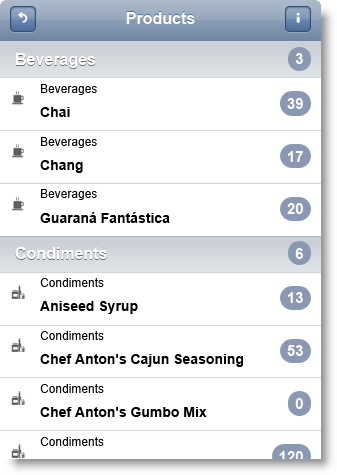 Products
Beverages 3
Beverages
Chai 39
Beverages
Chang 17
Beverages
Guaraná Fantástica 20
Condiments 6
Condiments
Aniseed Syrup 13
Condiments
Chef Anton's Cajun Seasoning 53
Condiments
Chef Anton's Gumbo Mix 0
Condiments 120